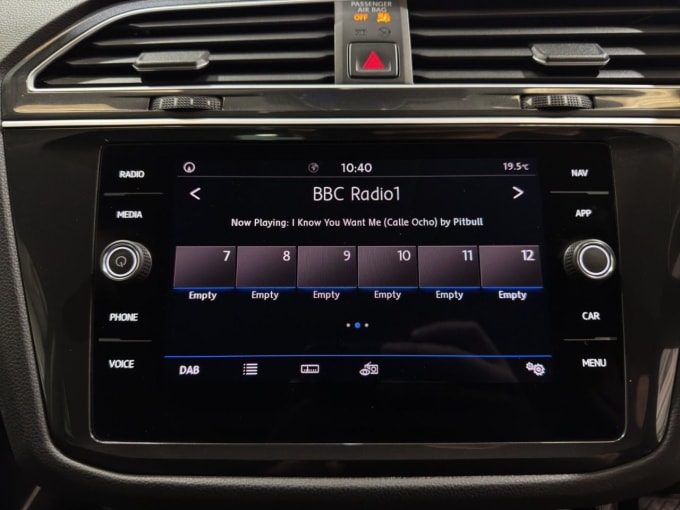 PASSENGER
AIR BAG
OFF
10:40
19.5°C
RADIO
MEDIA
PHONE
VOICE
BBC Radio1
Now Playing: I Know You Want Me (Calle Ocho) by Pitbull
7 8 9 10 11 12
Empty Empty Empty Empty Empty Empty
DAB
NAV
APP
CAR
MENU